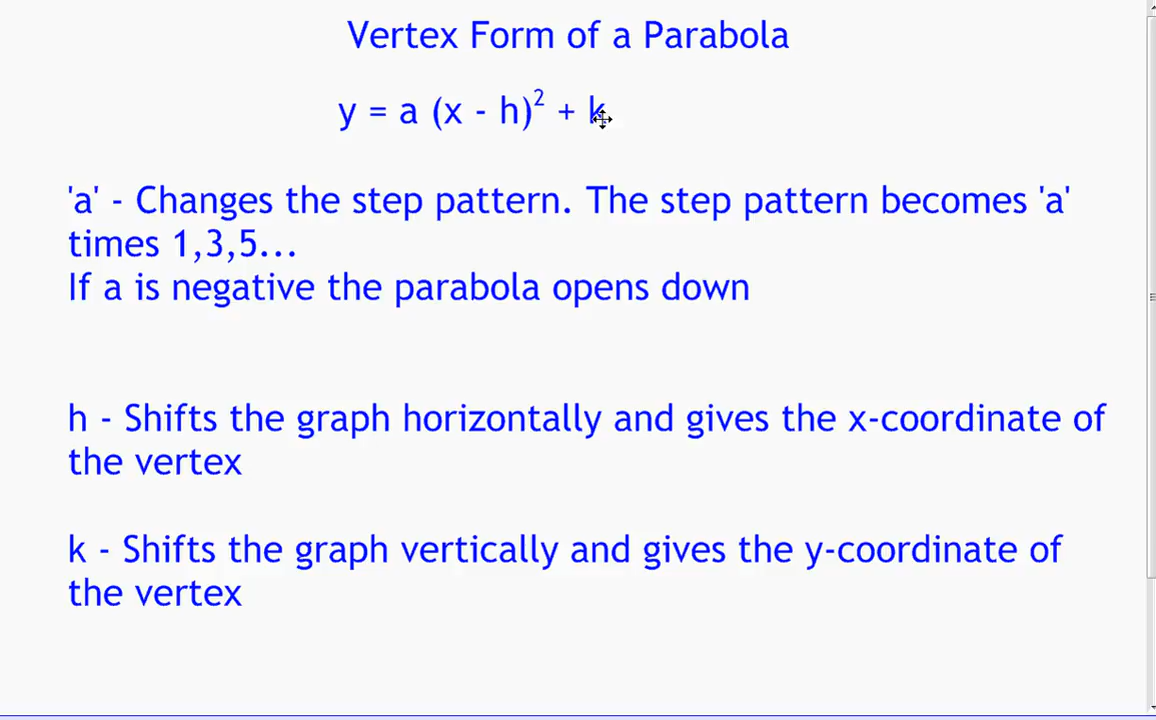 Vertex Form of a Parabola
y = a (x - h)² + k
'a' - Changes the step pattern. The step pattern becomes 'a'
times 1,3,5...
If a is negative the parabola opens down
h - Shifts the graph horizontally and gives the x-coordinate of
the vertex
k - Shifts the graph vertically and gives the y-coordinate of
the vertex